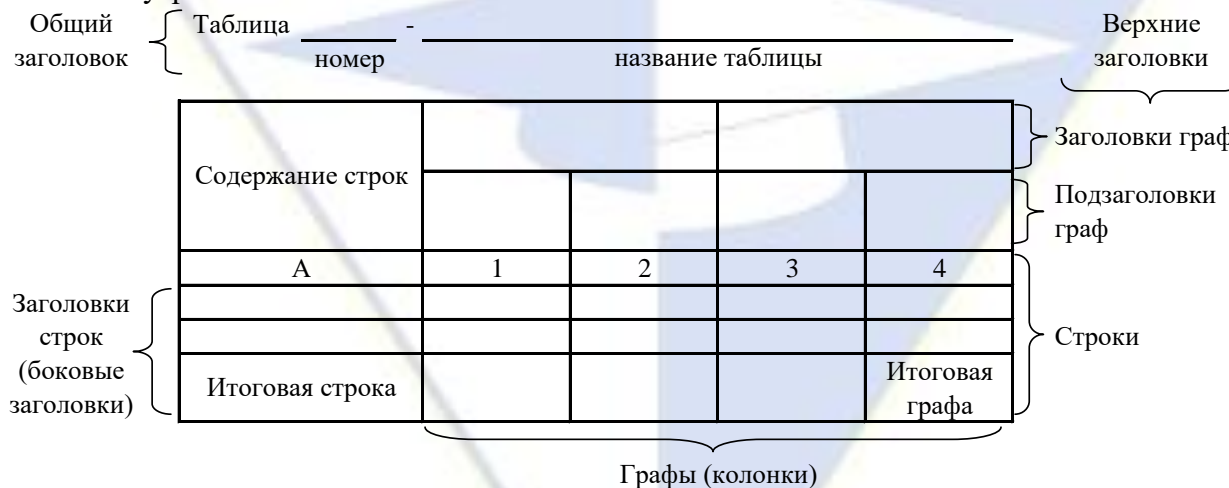 Общий
заголовок
Таблица -
номер
название таблицы
Верхние
заголовки
Содержание строк
Заголовки граф
Подзаголовки
граф
А 1 2 3 4
Заголовки
строк
(боковые
заголовки)
Строки
Итоговая строка
Итоговая
графа
Графы (колонки)